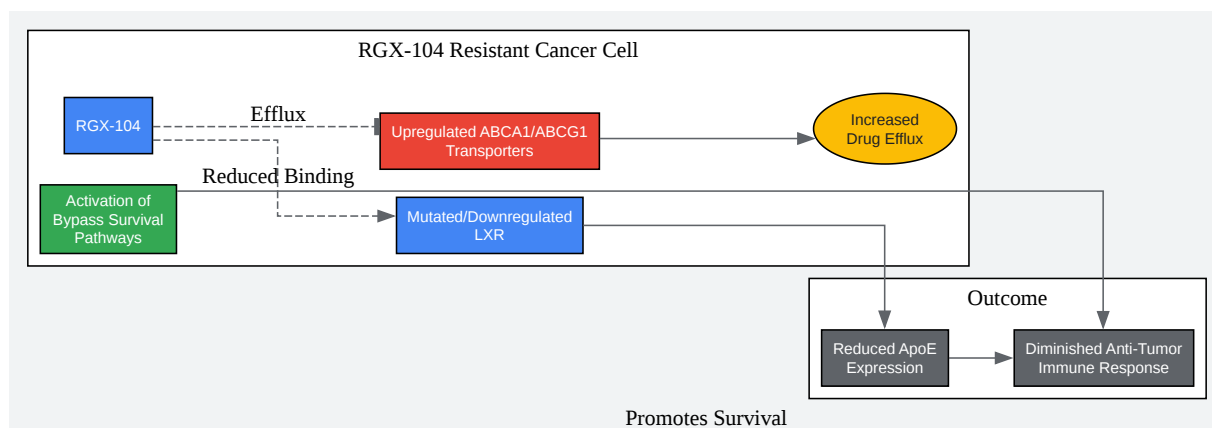 RGX-104 Resistant Cancer Cell
RGX-104
Efflux
Upregulated ABCA1/ABCG1
Transporters
Increased
Drug Efflux
Reduced Binding
Activation of
Bypass Survival
Pathways
Mutated/Downregulated
LXR
Outcome
Reduced ApoE
Expression
Diminished Anti-Tumor
Immune Response
Promotes Survival